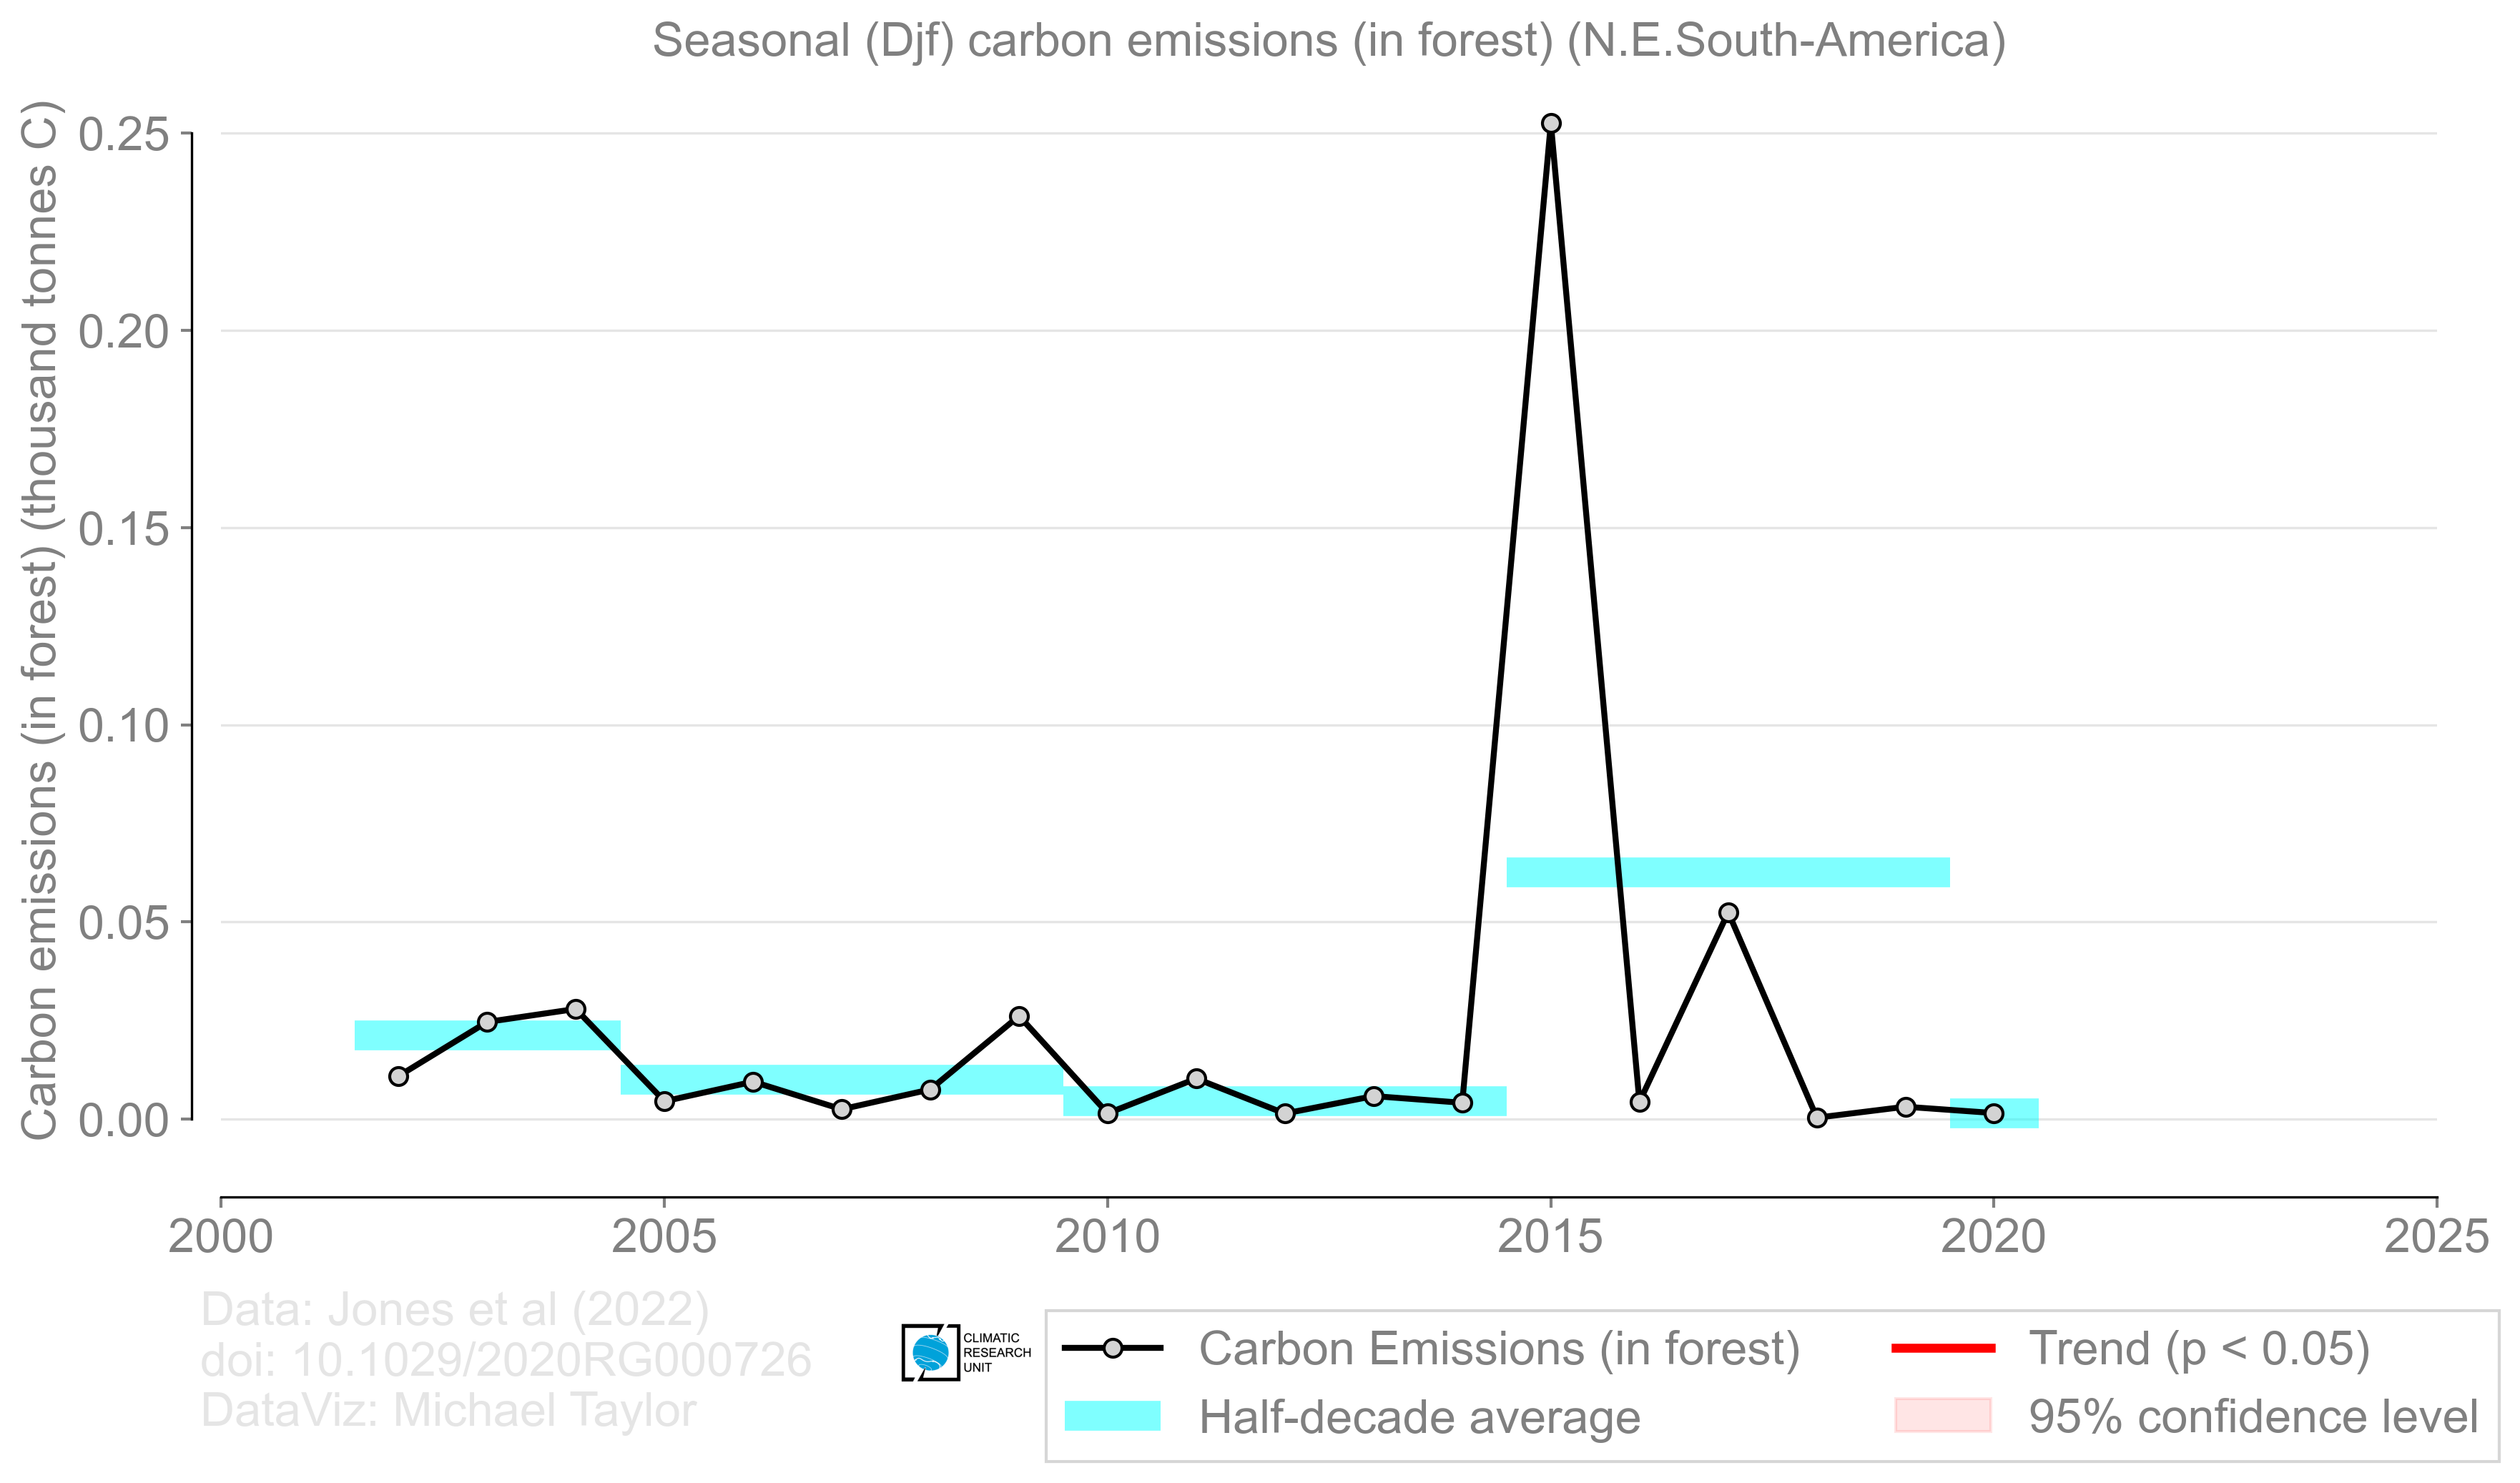 Seasonal (Djf) carbon emissions (in forest) (N.E.South-America)
Carbon emissions (in forest) (thousand tonnes C)
0.25
0.20
0.15
0.10
0.05
0.00
2000 2005 2010 2015 2020 2025
Data: Jones et al (2022)
doi: 10.1029/2020RG000726
DataViz: Michael Taylor
CLIMATIC
RESEARCH
UNIT
Carbon Emissions (in forest)
Half-decade average
Trend (p < 0.05)
95% confidence level